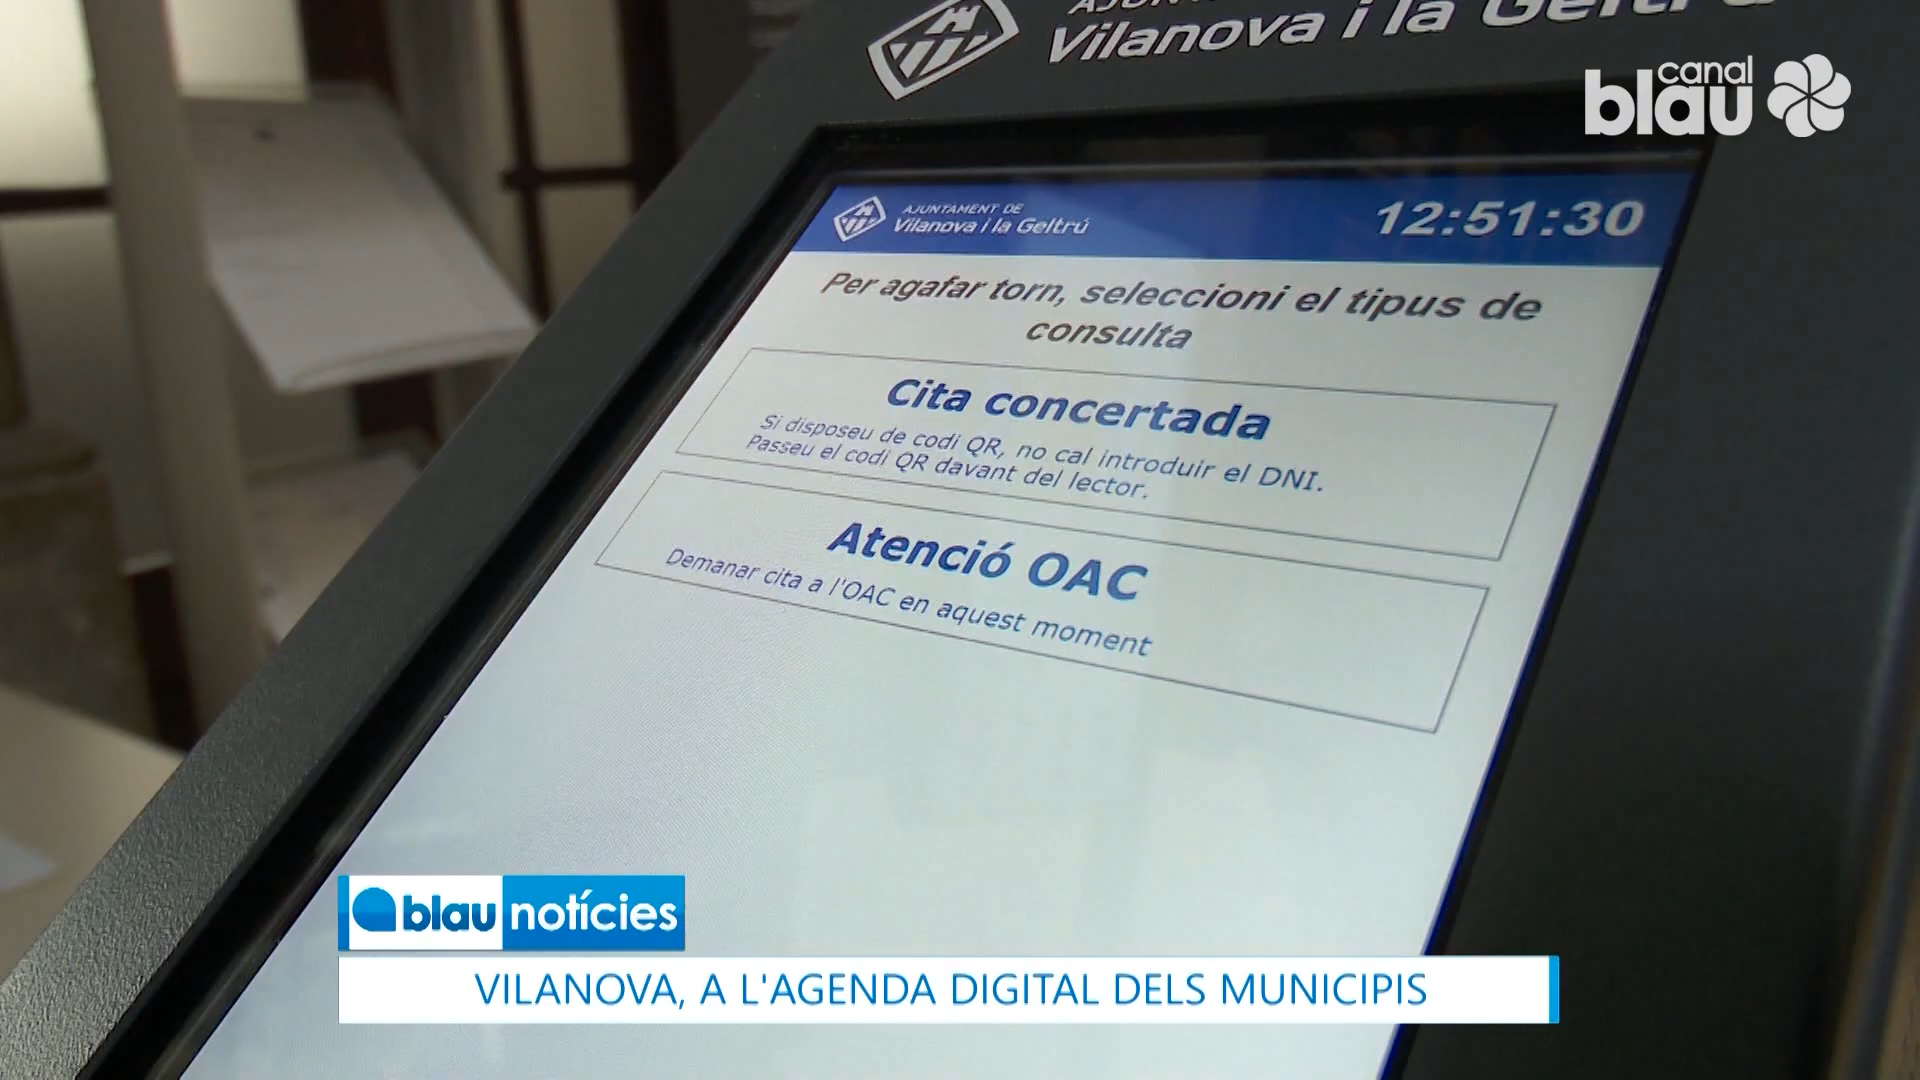 AJUNTAMENT DE
Vilanova i la Geltrú
canal
blau
AJUNTAMENT DE
Vilanova i la Geltrú
12:51:30
Per agafar torn, seleccioni el tipus de
consulta
Cita concertada
Si disposeu de codi QR, no cal introduir el DNI.
Passeu el codi QR davant del lector.
Atenció OAC
Demanar cita a l'OAC en aquest moment
blau notícies
VILANOVA, A L'AGENDA DIGITAL DELS MUNICIPIS